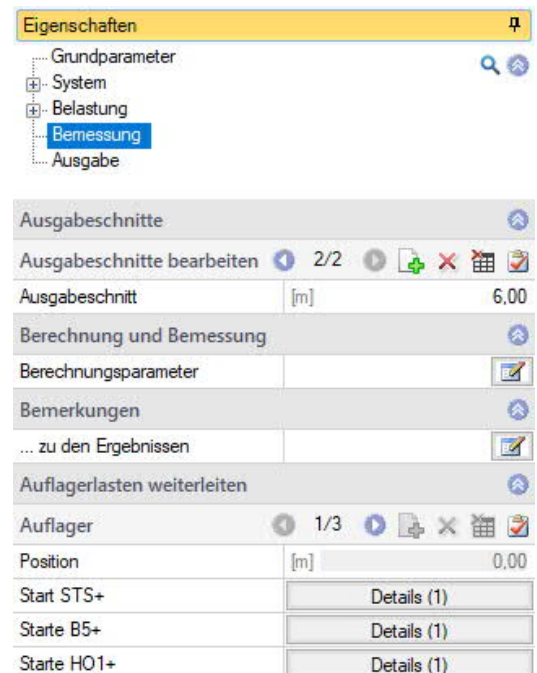 Eigenschaften
Grundparameter
System
Belastung
Bemessung
Ausgabe
Ausgabeschnitte
Ausgabeschnitte bearbeiten 2/2
Ausgabeschnitt [m] 6,00
Berechnung und Bemessung
Berechnungsparameter
Bemerkungen
... zu den Ergebnissen
Auflagerlasten weiterleiten
Auflager 1/3
Position [m] 0,00
Start STS+ Details (1)
Starte B5+ Details (1)
Starte HO1+ Details (1)